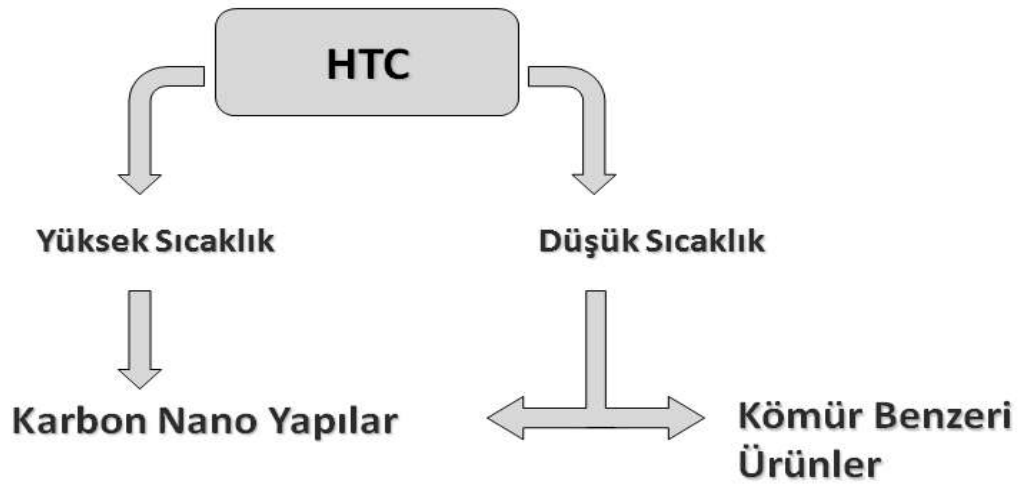 HTC
Yüksek Sıcaklık
Düşük Sıcaklık
Karbon Nano Yapılar
Kömür Benzeri
Ürünler